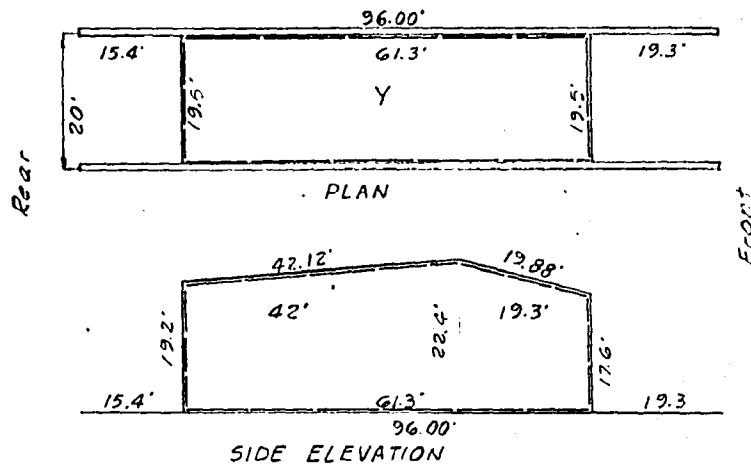 96.00'
15.4' 61.3' 19.3'
20' 19.5' Y 19.5'
Rear
PLAN
Front
42.12' 19.88'
42' 19.3'
19.2' 22.4' 17.6'
15.4' 61.3' 19.3
96.00'
SIDE ELEVATION